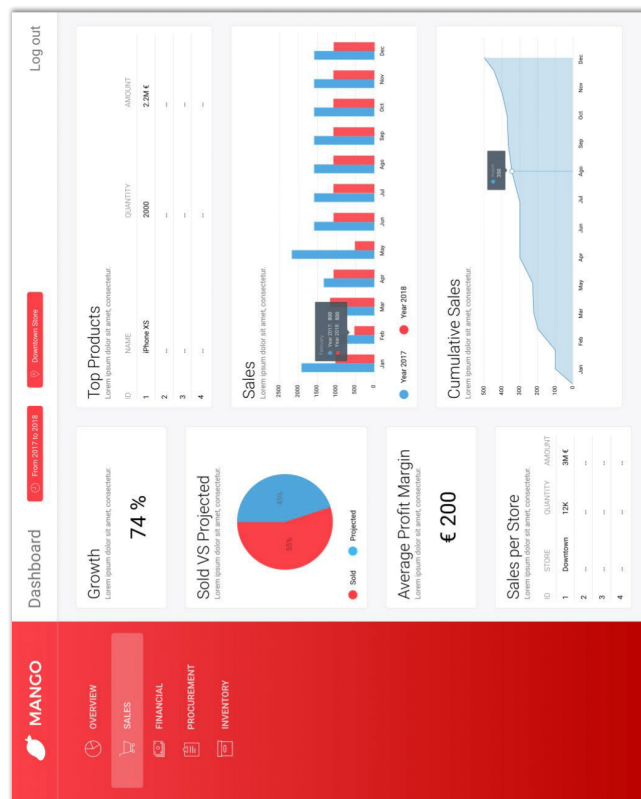 MANGO
OVERVIEW
SALES
FINANCIAL
PROCUREMENT
INVENTORY
Dashboard
From 2017 to 2018
Downtown Store
Log out
Growth
Lorem ipsum dolor sit amet, consectetur.
74 %
Sold VS Projected
Lorem ipsum dolor sit amet, consectetur.
55%
45%
Sold
Projected
Average Profit Margin
Lorem ipsum dolor sit amet, consectetur.
€ 200
Sales per Store
Lorem ipsum dolor sit amet, consectetur.
ID STORE QUANTITY AMOUNT
1 Downtown 12K 3M €
2 -- -- --
3 -- -- --
4 -- -- --
Top Products
Lorem ipsum dolor sit amet, consectetur.
ID NAME QUANTITY AMOUNT
1 iPhone XS 2000 2.2M €
2 -- -- --
3 -- -- --
4 -- -- --
Sales
Lorem ipsum dolor sit amet, consectetur.
2500
2000
1500
1000
500
0
February
Year 2017
Year 2018
Jan Feb Mar Apr May Jun Jul Ago Sep Oct Nov Dec
Year 2017
Year 2018
Cumulative Sales
Lorem ipsum dolor sit amet, consectetur.
500
400
300
200
100
0
Jan Feb Mar May Apr Jun Jul Ago Sep Oct Nov Dec